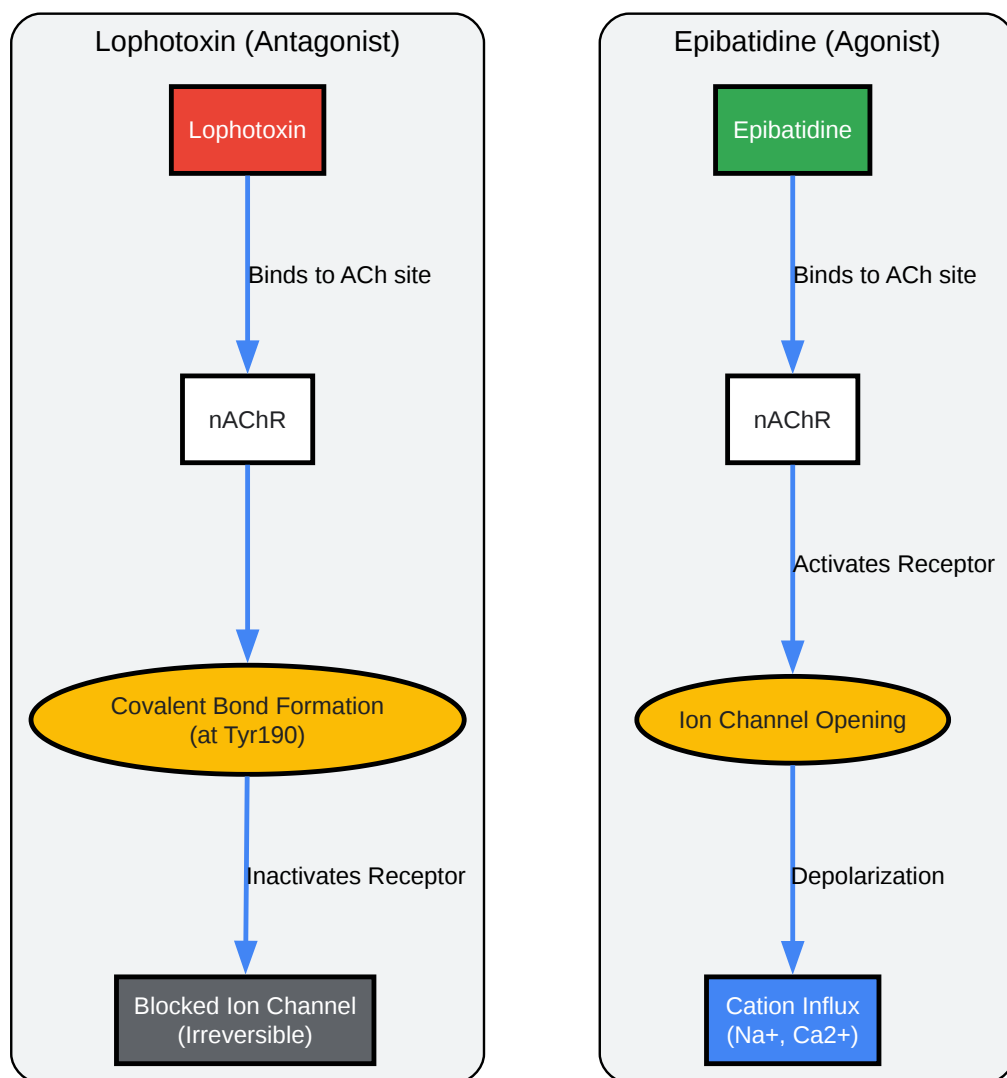 Lophotoxin (Antagonist)
Lophotoxin
Binds to ACh site
nAChR
Covalent Bond Formation
(at Tyr190)
Inactivates Receptor
Blocked Ion Channel
(Irreversible)
Epibatidine (Agonist)
Epibatidine
Binds to ACh site
nAChR
Activates Receptor
Ion Channel Opening
Depolarization
Cation Influx
(Na+, Ca2+)